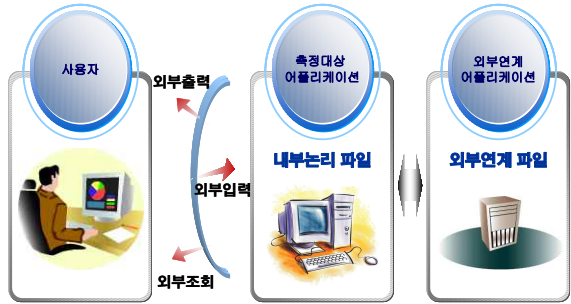 사용자
외부출력
외부입력
외부조회
측정대상
어플리케이션
내부논리 파일
외부연계
어플리케이션
외부연계 파일